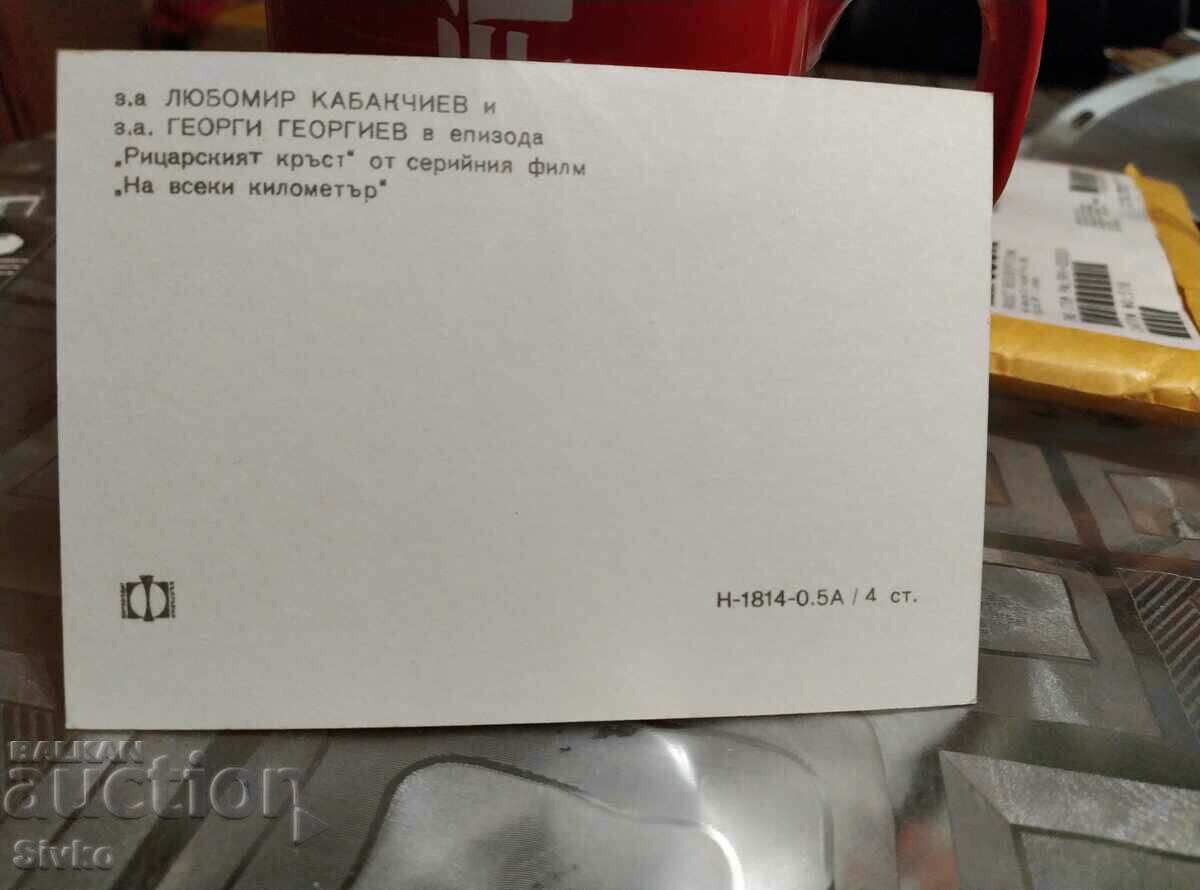 з.а ЛЮБОМИР КАБАКЧИЕВ и
з.а. ГЕОРГИ ГЕОРГИЕВ в епизода
„Рицарският кръст“ от серийния филм
„На всеки километър“
Н-1814-0.5А / 4 ст.
BALKAN
auction
Sivko